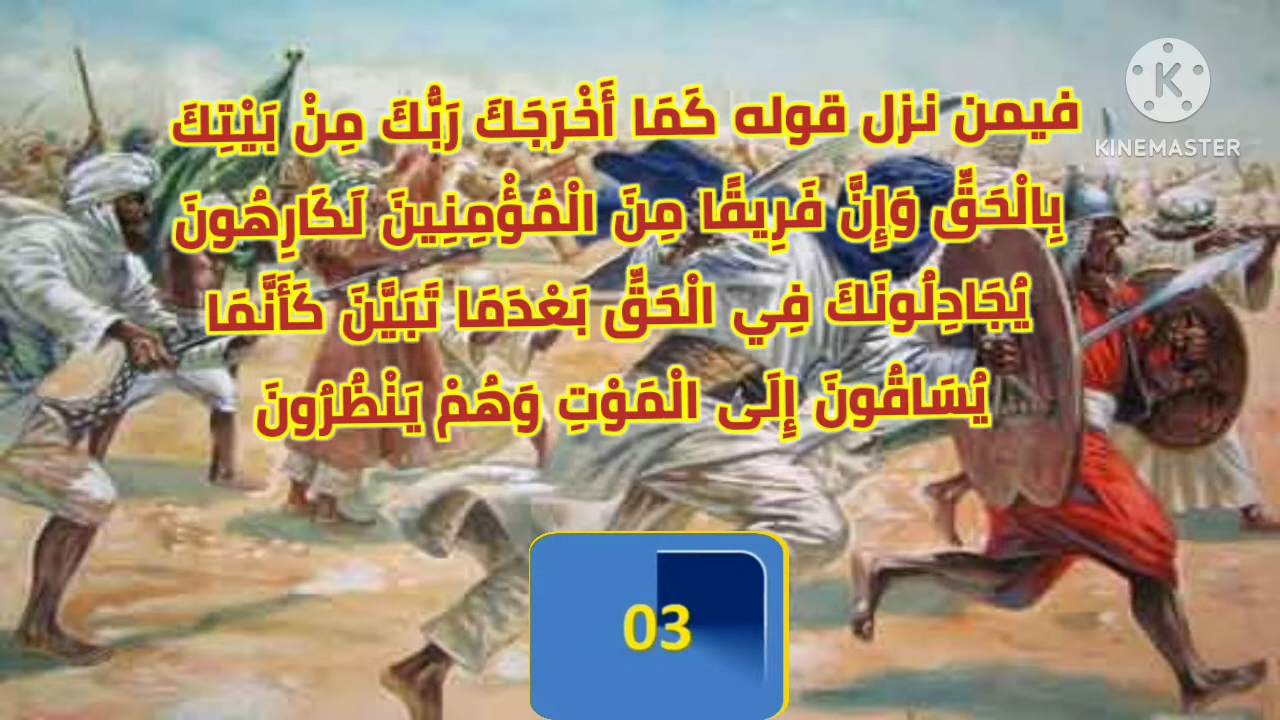 فيمن نزل قوله كَمَا أَخْرَجَكَ رَبُّكَ مِنْ بَيْتِكَ
بِالْحَقِّ وَإِنَّ فَرِيقًا مِنَ الْمُؤْمِنِينَ لَكَارِهُونَ
يُجَادِلُونَكَ فِي الْحَقِّ بَعْدَمَا تَبَيَّنَ كَأَنَّمَا
يُسَاقُونَ إِلَى الْمَوْتِ وَهُمْ يَنْظُرُونَ
K
KINEMASTER
03